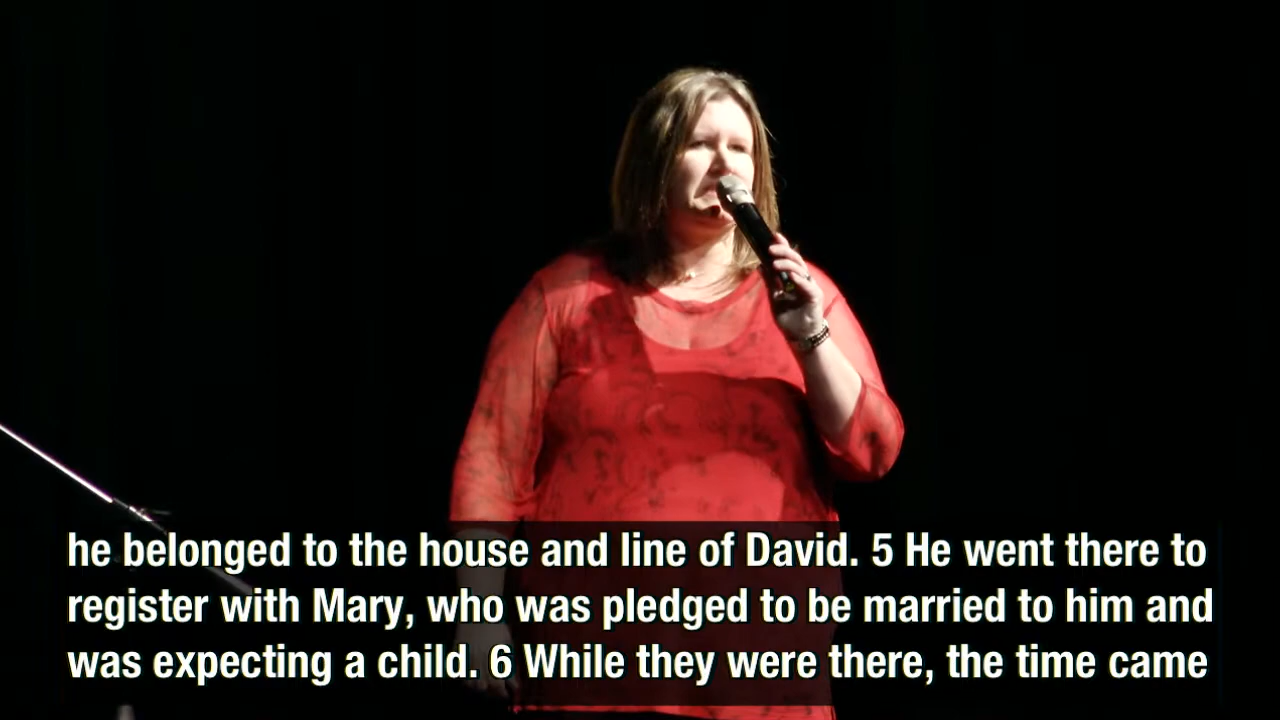 he belonged to the house and line of David. 5 He went there to
register with Mary, who was pledged to be married to him and
was expecting a child. 6 While they were there, the time came